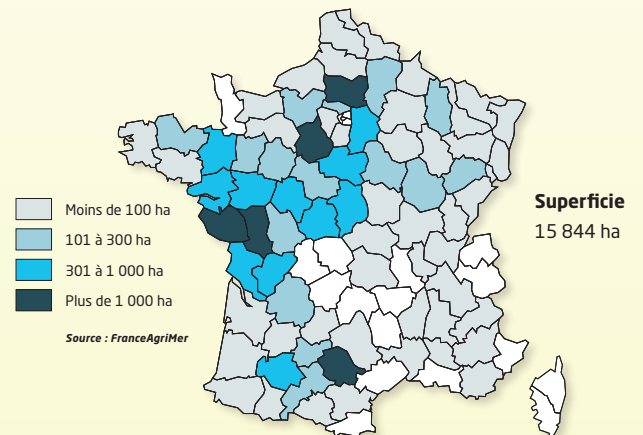 Moins de 100 ha
101 à 300 ha
301 à 1 000 ha
Plus de 1 000 ha
Source : FranceAgriMer
Superficie
15 844 ha